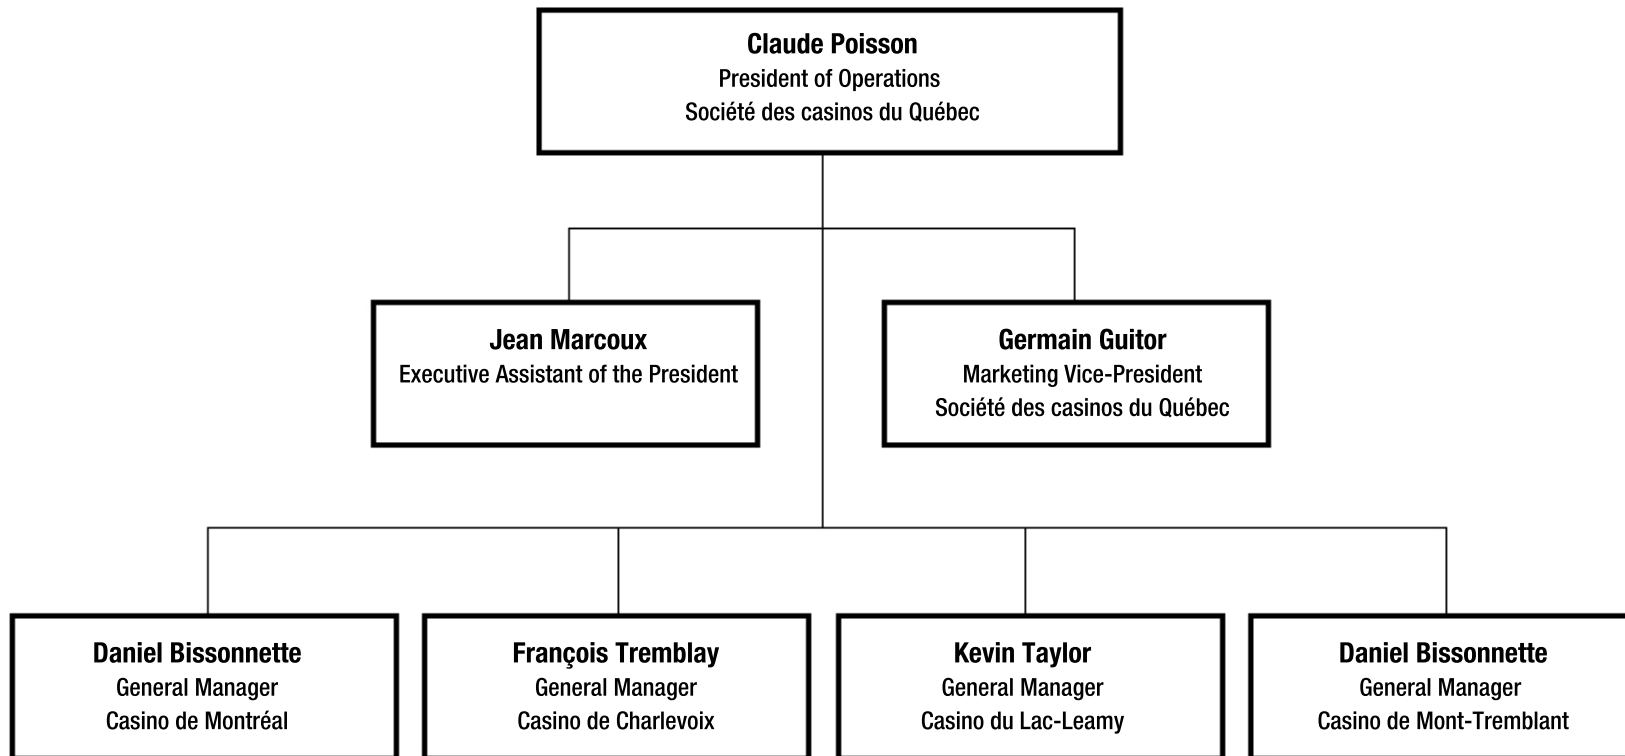 Claude Poisson
President of Operations
Société des casinos du Québec
Jean Marcoux
Executive Assistant of the President
Germain Guitor
Marketing Vice-President
Société des casinos du Québec
Daniel Bissonnette
General Manager
Casino de Montréal
François Tremblay
General Manager
Casino de Charlevoix
Kevin Taylor
General Manager
Casino du Lac-Leamy
Daniel Bissonnette
General Manager
Casino de Mont-Tremblant